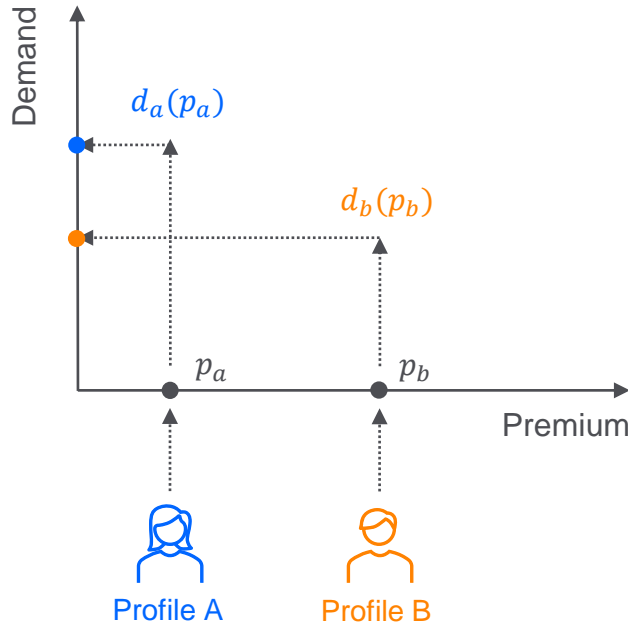 Demand
d_a(p_a)
d_b(p_b)
p_a
p_b
Premium
Profile A
Profile B